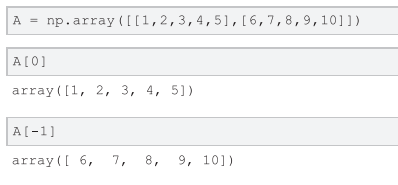 A = np.array([[1,2,3,4,5],[6,7,8,9,10]])
A[0]
array([1, 2, 3, 4, 5])
A[-1]
array([ 6,  7,  8,  9, 10])